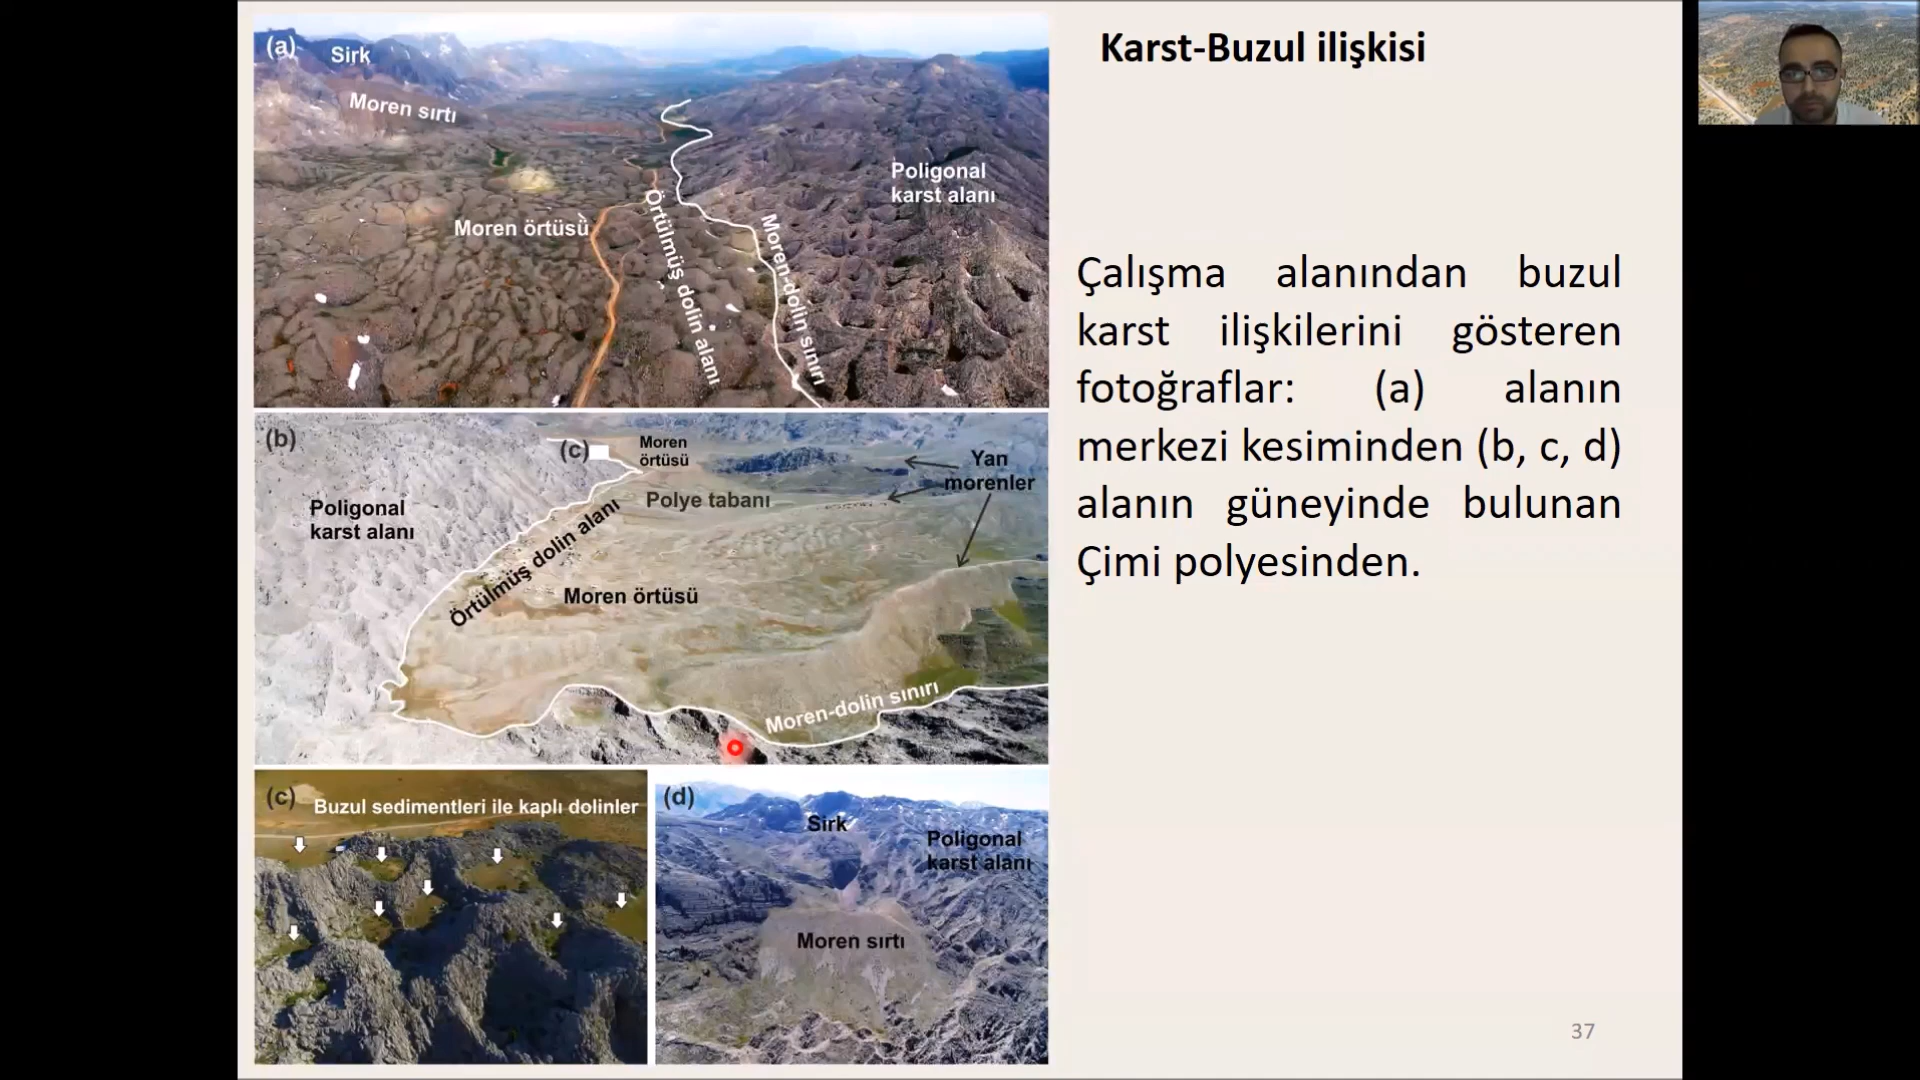 Karst-Buzul ilişkisi
(a)
Sirk
Moren sırtı
Poligonal
karst alanı
Moren örtüsü
Örtülmüş dolin alanı
Moren-dolin sınırı
(b)
(c)
Moren
örtüsü
Yan
morenler
Polye tabanı
Poligonal
karst alanı
Örtülmüş dolin alanı
Moren örtüsü
Moren-dolin sınırı
(c)
Buzul sedimentleri ile kaplı dolinler
(d)
Sirk
Poligonal
karst alanı
Moren sırtı
Çalışma alanından buzul
karst ilişkilerini gösteren
fotoğraflar: (a) alanın
merkezi kesiminden (b, c, d)
alanın güneyinde bulunan
Çimi polyesinden.
37